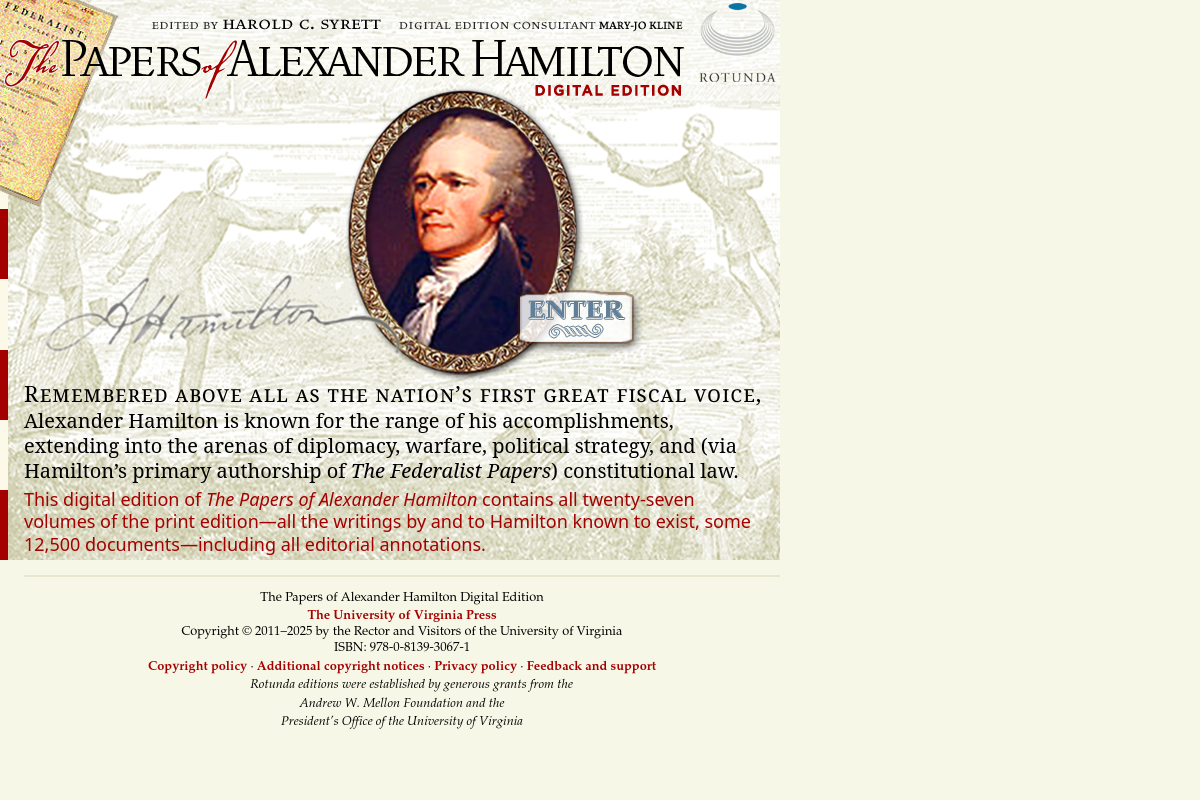 FEDERALIST:
EDITED BY HAROLD C. SYRETT DIGITAL EDITION CONSULTANT MARY-JO KLINE
The PAPERS of ALEXANDER HAMILTON
DIGITAL EDITION
ROTUNDA
A Hamilton
ENTER
REMEMBERED ABOVE ALL AS THE NATION’S FIRST GREAT FISCAL VOICE,
Alexander Hamilton is known for the range of his accomplishments,
extending into the arenas of diplomacy, warfare, political strategy, and (via
Hamilton’s primary authorship of The Federalist Papers) constitutional law.
This digital edition of The Papers of Alexander Hamilton contains all twenty-seven
volumes of the print edition—all the writings by and to Hamilton known to exist, some
12,500 documents—including all editorial annotations.
The Papers of Alexander Hamilton Digital Edition
The University of Virginia Press
Copyright © 2011–2025 by the Rector and Visitors of the University of Virginia
ISBN: 978-0-8139-3067-1
Copyright policy · Additional copyright notices · Privacy policy · Feedback and support
Rotunda editions were established by generous grants from the
Andrew W. Mellon Foundation and the
President’s Office of the University of Virginia